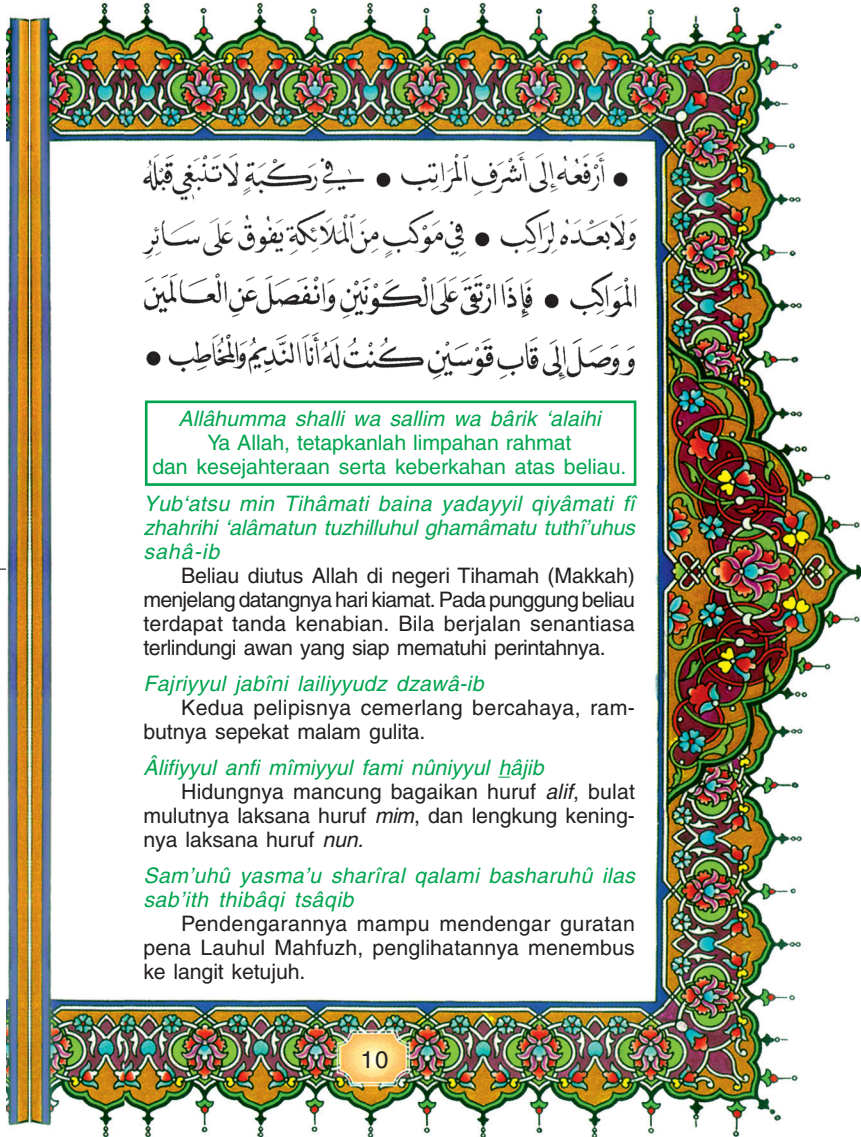 ● أَرْفَعُهُ إِلَى أَشْرَفِ ٱلْمَرَاتِب ● فِي رَكْبَةٍ لَا تَنْبَغِي قَبْلَهُ
وَلَا بَعْدَهُ لِرَاكِب ● فِي مَوْكَبٍ مِنَ ٱلْمَلَائِكَةِ يَفُوقُ عَلَى سَائِرِ
الْمَوَاكِب ● فَإِذَا ارْتَقَى عَلَى الْكَوْنَيْنِ وَانْفَصَلَ عَنِ الْعَالَمَيْنَ
وَوَصَلَ إِلَى قَابِ قَوْسَيْنِ كُنْتُ لَهُ أَنَا النَّدِيمُ وَالْمُخَاطِب ●
Allâhumma shalli wa sallim wa bârik ‘alaihi
Ya Allah, tetapkanlah limpahan rahmat
dan kesejahteraan serta keberkahan atas beliau.
Yub‘atsu min Tihâmati baina yadayyil qiyâmati fî
zhahrihi ‘alâmatun tuzhilluhul ghamâmatu tuthî’uhus
sahâ-ib
Beliau diutus Allah di negeri Tihamah (Makkah)
menjelang datangnya hari kiamat. Pada punggung beliau
terdapat tanda kenabian. Bila berjalan senantiasa
terlindungi awan yang siap mematuhi perintahnya.
Fajriyyul jabîni lailiyyudz dzawâ-ib
Kedua pelipisnya cemerlang bercahaya, ram-
butnya sepekat malam gulita.
Âlifiyyul anfi mîmiyyul fami nûniyyul hâjib
Hidungnya mancung bagaikan huruf alif, bulat
mulutnya laksana huruf mim, dan lengkung kening-
nya laksana huruf nun.
Sam’uhû yasma’u sharîral qalami basharuhû ilas
sab’ith thibâqi tsâqib
Pendengarannya mampu mendengar guratan
pena Lauhul Mahfuzh, penglihatannya menembus
ke langit ketujuh.
10